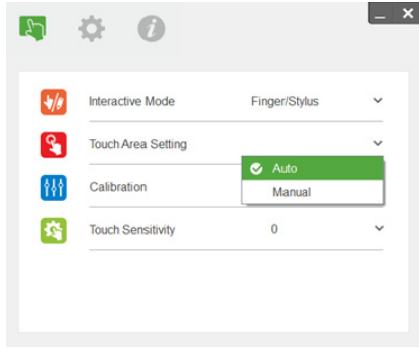 Interactive Mode Finger/Stylus
Touch Area Setting
Auto
Calibration
Manual
Touch Sensitivity 0